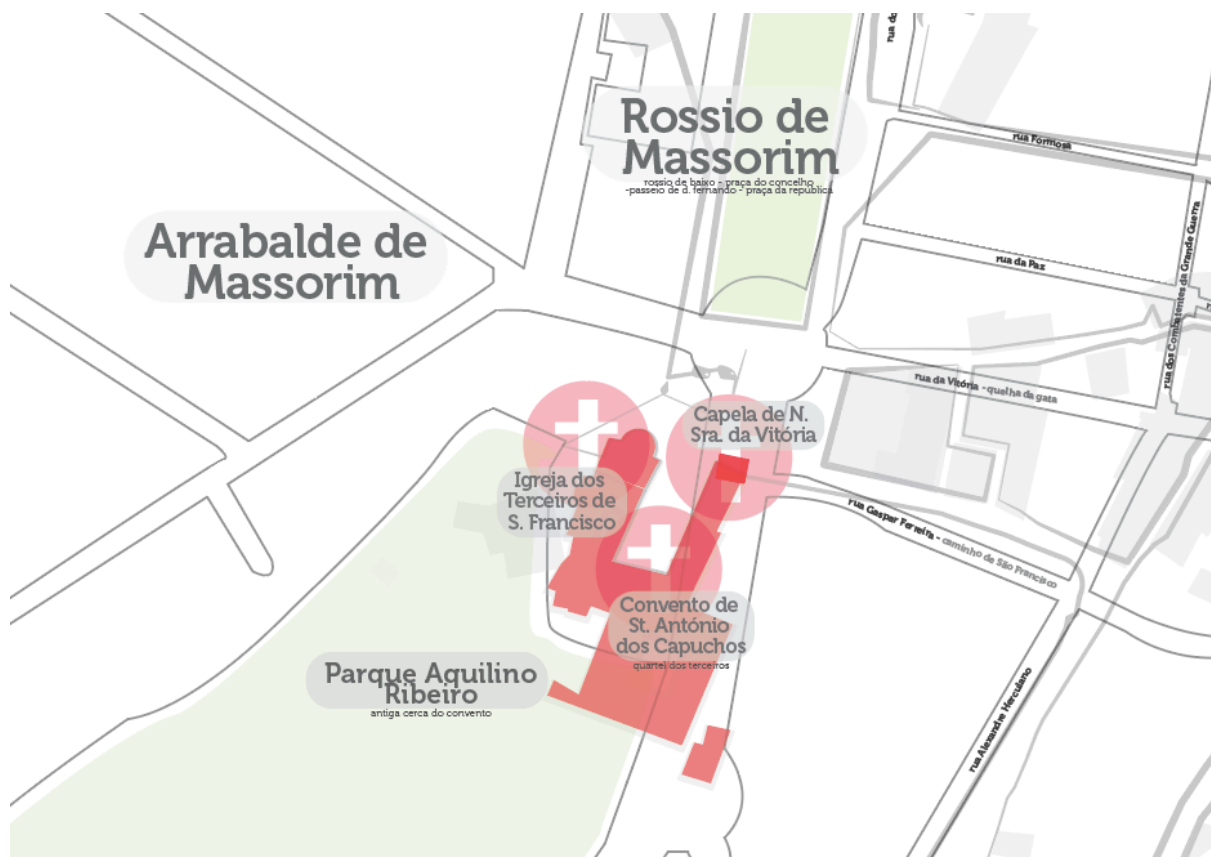 rua do
Rossio de
Massorim
rossio de baixo - praça do concelho
-passeio de d. fernando - praça da república
rua Formosa
Arrabalde de
Massorim
rua da Paz
rua dos Combatentes da Grande Guerra
rua da Vitória - quelha da gata
Capela de N.
Sra. da Vitória
Igreja dos
Terceiros de
S. Francisco
rua Gaspar Ferreira - caminho de São Francisco
Convento de
St. António
dos Capuchos
quartel dos terceiros
Parque Aquilino
Ribeiro
antiga cerca do convento
rua Alexandre Herculano